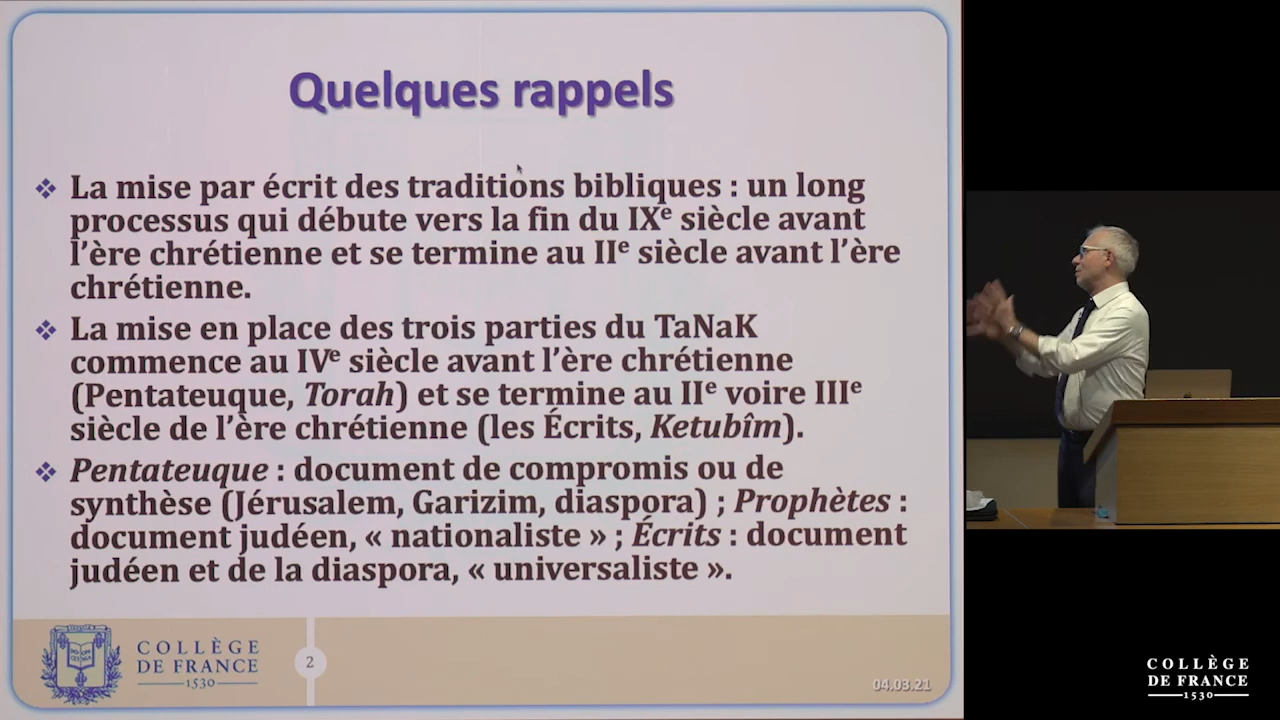 Quelques rappels
❖ La mise par écrit des traditions bibliques : un long
processus qui débute vers la fin du IXe siècle avant
l’ère chrétienne et se termine au IIe siècle avant l’ère
chrétienne.
❖ La mise en place des trois parties du TaNaK
commence au IVe siècle avant l’ère chrétienne
(Pentateuque, Torah) et se termine au IIe voire IIIe
siècle de l’ère chrétienne (les Écrits, Ketubîm).
❖ Pentateuque : document de compromis ou de
synthèse (Jérusalem, Garizim, diaspora) ; Prophètes :
document judéen, « nationaliste » ; Écrits : document
judéen et de la diaspora, « universaliste ».
COLLÈGE
DE FRANCE
1530
2
04.03.21
COLLÈGE
DE FRANCE
1530